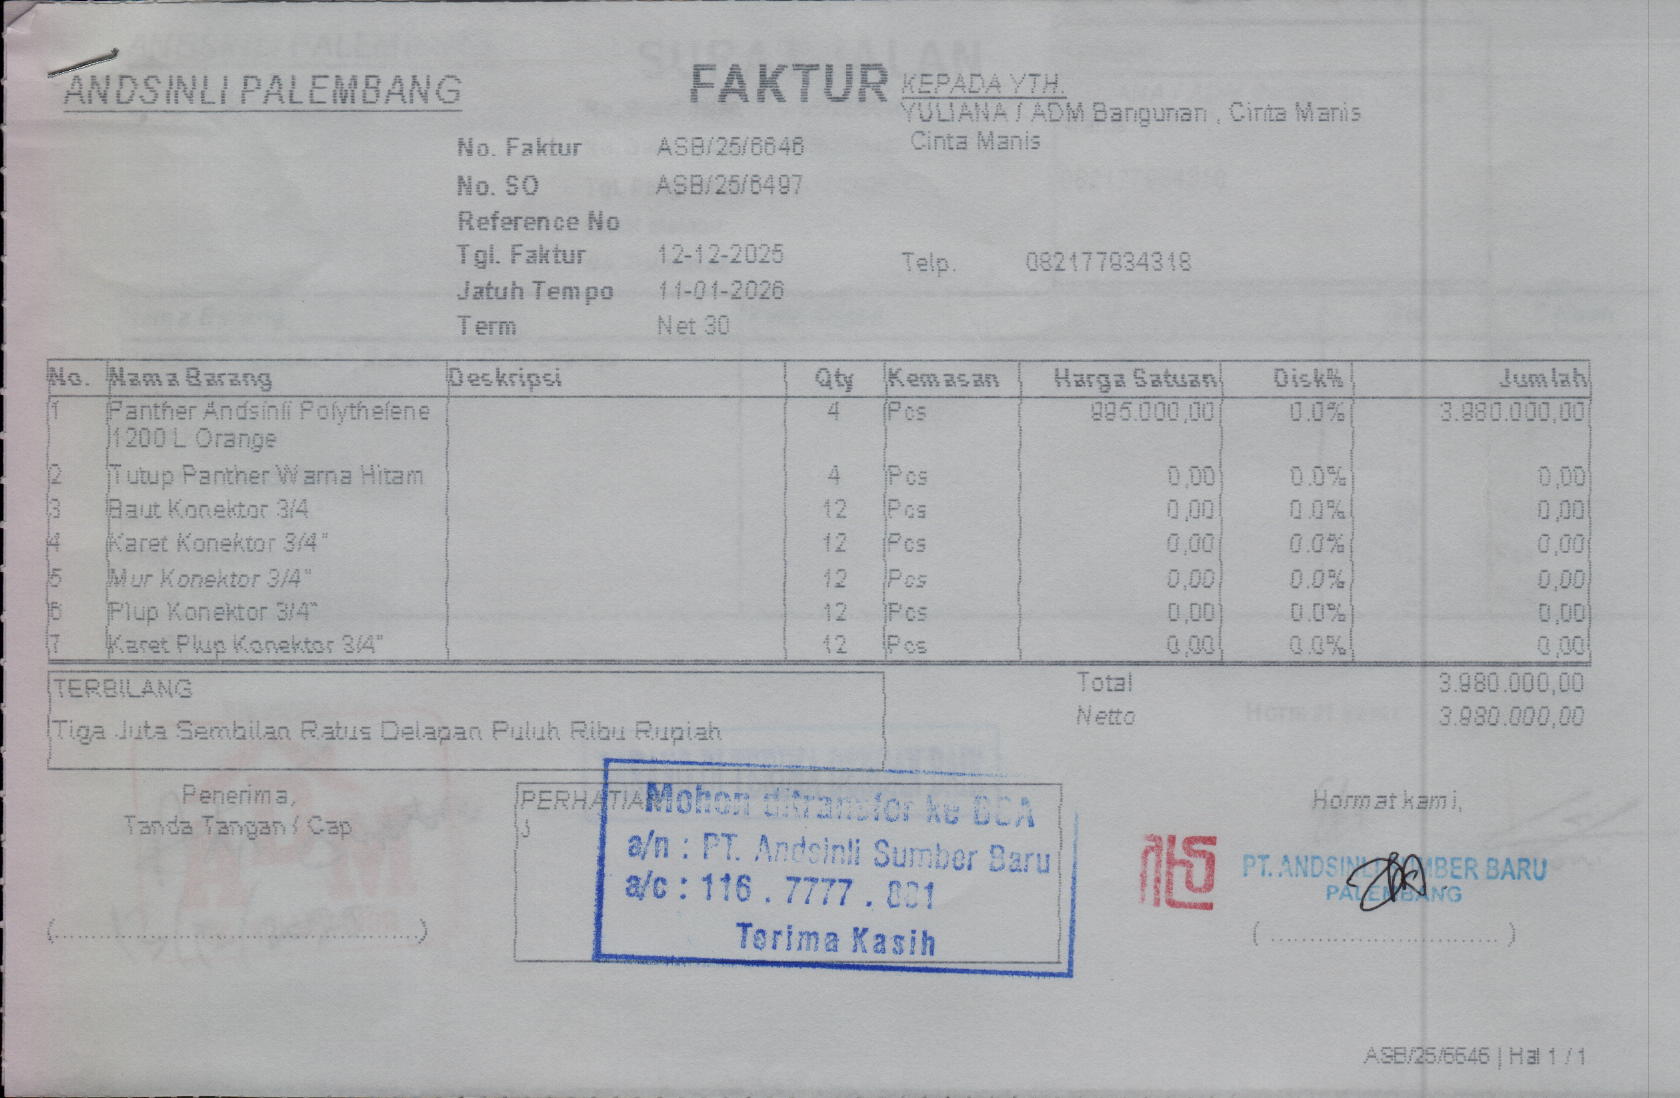 ANDSINLI PALEMBANG
FAKTUR
KEPADA YTH.
YULIANA / ADM Bangunan , Cinta Manis
Cinta Manis
No. Faktur ASB/25/6646
No. SO ASB/25/6497
Reference No
Tgl. Faktur 12-12-2025
Telp. 082177934318
Jatuh Tempo 11-01-2026
Term Net 30
No. Nama Barang Deskripsi Qty Kemasan Harga Satuan Disk% Jumlah
1 Panther Andsinli Polythelene 4 Pcs 995.000,00 0.0% 3.980.000,00
1200 L Orange
2 Tutup Panther Warna Hitam 4 Pcs 0,00 0.0% 0,00
3 Baut Konektor 3/4 12 Pcs 0,00 0.0% 0,00
4 Karet Konektor 3/4" 12 Pcs 0,00 0.0% 0,00
5 Mur Konektor 3/4" 12 Pcs 0,00 0.0% 0,00
6 Plup Konektor 3/4" 12 Pcs 0,00 0.0% 0,00
7 Karet Plup Konektor 3/4" 12 Pcs 0,00 0.0% 0,00
TERBILANG
Tiga Juta Sembilan Ratus Delapan Puluh Ribu Rupiah
Total 3.980.000,00
Netto 3.980.000,00
Penerima,
Tanda Tangan / Cap
(..........................................................)
PERHATIA
Mohon ditransfer ke BCA
a/n : PT. Andsinli Sumber Baru
a/c : 116 . 7777 . 881
Terima Kasih
Hormat kami,
PT. ANDSINLI SUMBER BARU
PALEMBANG
( .............................. )
ASB/25/6646 | Hal 1 / 1